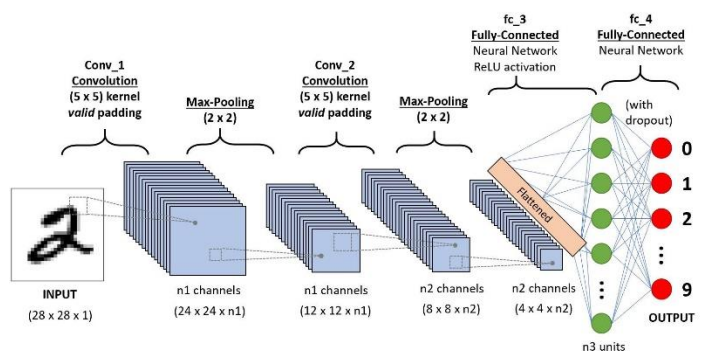 fc_3
Fully-Connected
Neural Network
ReLU activation
fc_4
Fully-Connected
Neural Network
Conv_1
Convolution
(5 x 5) kernel
valid padding
Max-Pooling
(2 x 2)
Conv_2
Convolution
(5 x 5) kernel
valid padding
Max-Pooling
(2 x 2)
(with
dropout)
Flattened
0
1
2
9
OUTPUT
2
INPUT
(28 x 28 x 1)
n1 channels
(24 x 24 x n1)
n1 channels
(12 x 12 x n1)
n2 channels
(8 x 8 x n2)
n2 channels
(4 x 4 x n2)
n3 units